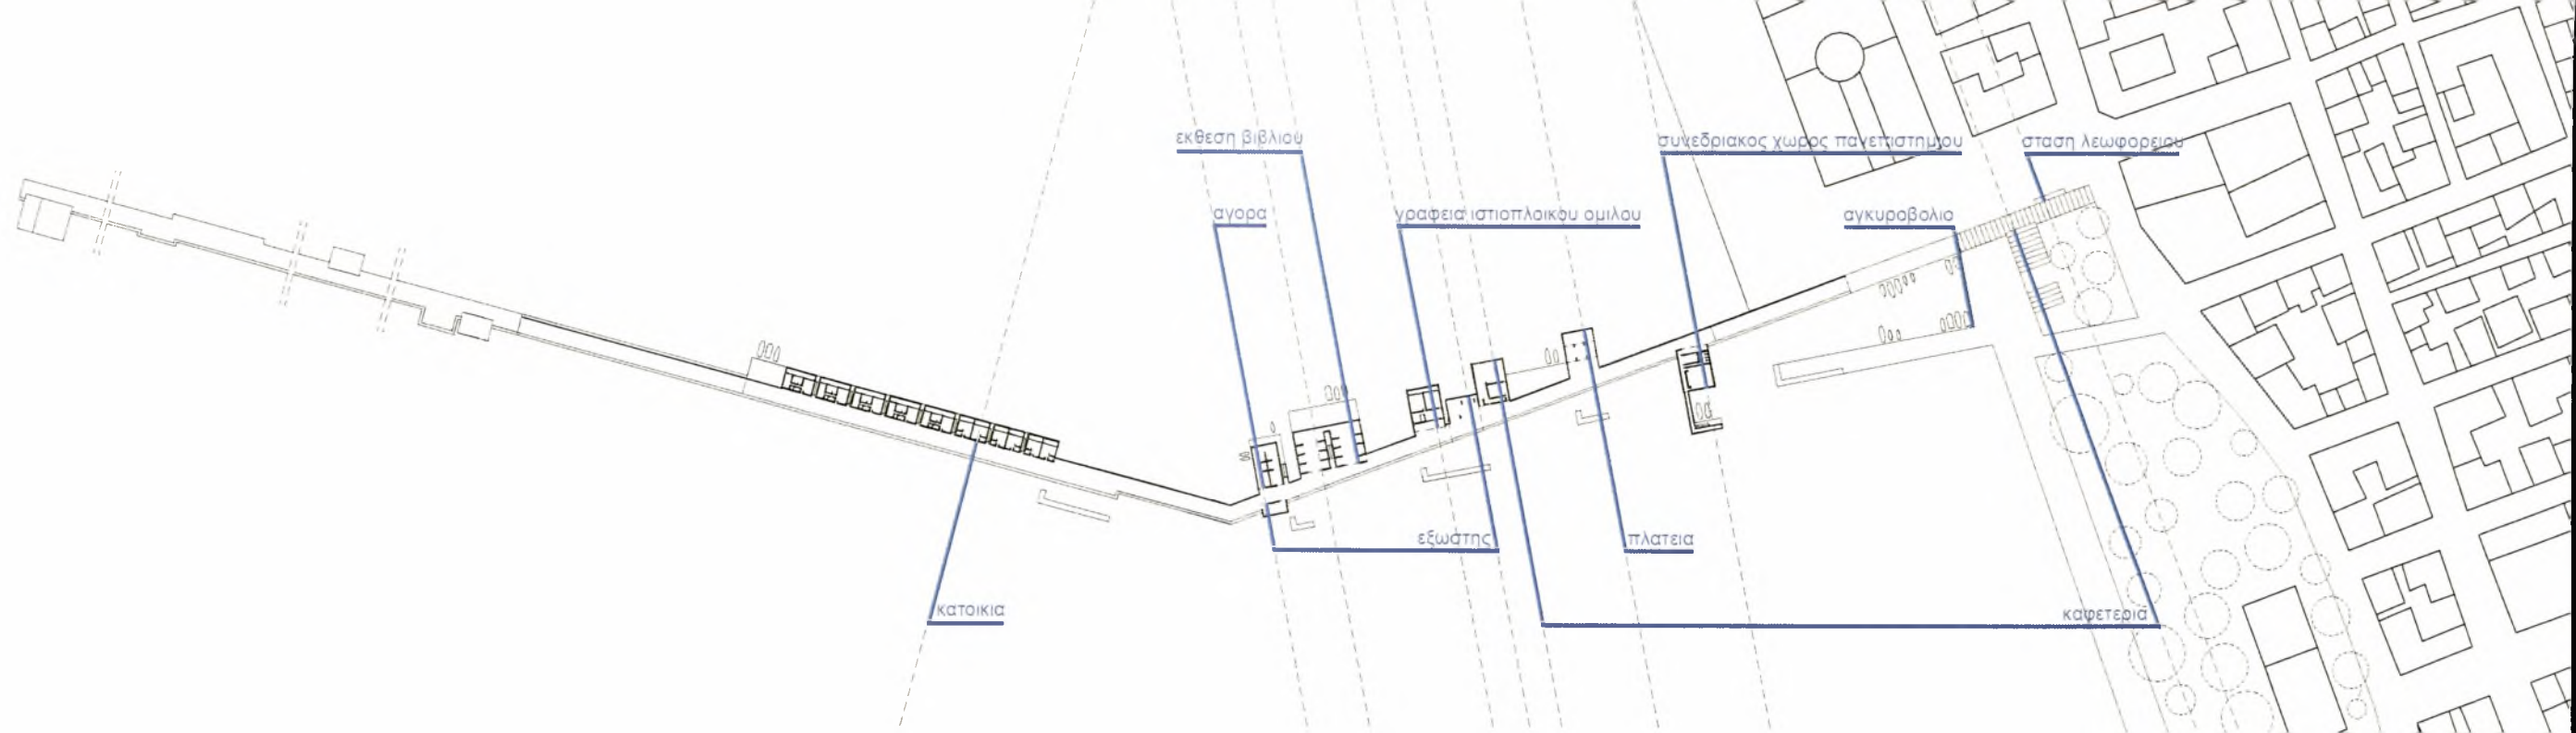 εκθεση βιβλιου
συνεδριακος χωρος πανεπιστημιου
σταση λεωφορειου
αγορα
γραφεια ιστιοπλοικου ομιλου
αγκυροβολιο
εξωστης
πλατεια
κατοικια
καφετερια